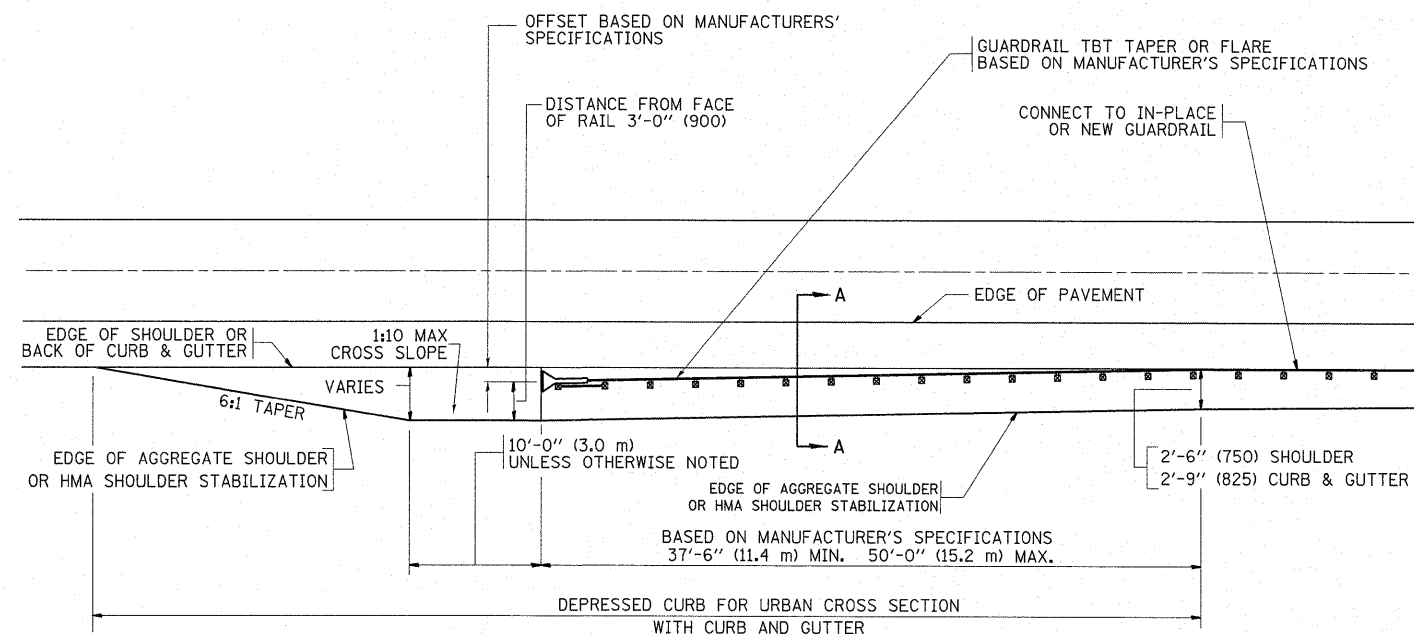 OFFSET BASED ON MANUFACTURERS'
SPECIFICATIONS
GUARDRAIL TBT TAPER OR FLARE
BASED ON MANUFACTURER'S SPECIFICATIONS
DISTANCE FROM FACE
OF RAIL 3'-0" (900)
CONNECT TO IN-PLACE
OR NEW GUARDRAIL
A
EDGE OF PAVEMENT
EDGE OF SHOULDER OR
BACK OF CURB & GUTTER
1:10 MAX
CROSS SLOPE
VARIES
6:1 TAPER
EDGE OF AGGREGATE SHOULDER
OR HMA SHOULDER STABILIZATION
10'-0" (3.0 m)
UNLESS OTHERWISE NOTED
A
2'-6" (750) SHOULDER
2'-9" (825) CURB & GUTTER
EDGE OF AGGREGATE SHOULDER
OR HMA SHOULDER STABILIZATION
BASED ON MANUFACTURER'S SPECIFICATIONS
37'-6" (11.4 m) MIN. 50'-0" (15.2 m) MAX.
DEPRESSED CURB FOR URBAN CROSS SECTION
WITH CURB AND GUTTER